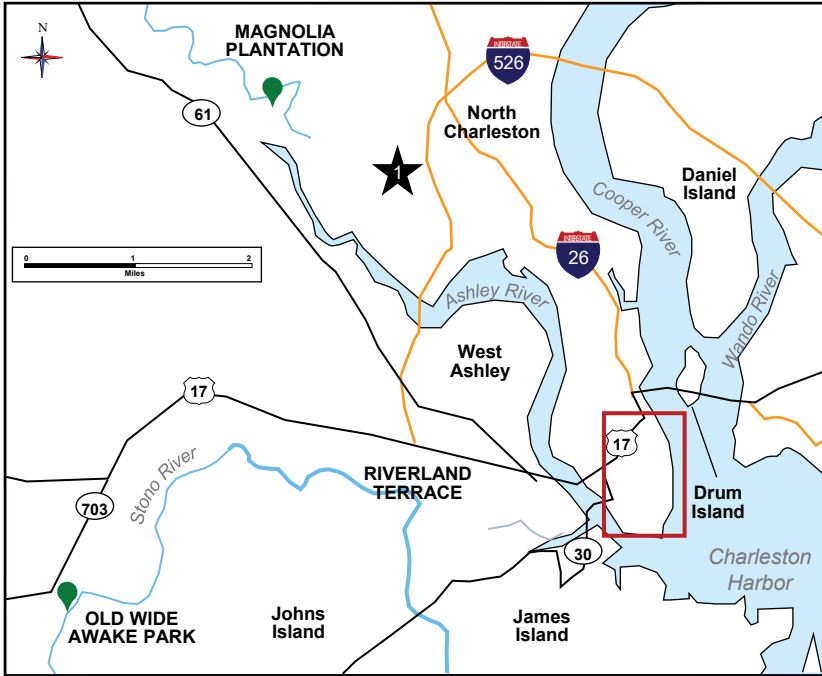 N
MAGNOLIA
PLANTATION
INTERSTATE
526
North
Charleston
61
Daniel
Island
1
Cooper River
0 1 2
Miles
INTERSTATE
26
Ashley River
Wando River
West
Ashley
17
17
Stono River
RIVERLAND
TERRACE
703
Drum
Island
30
Charleston
Harbor
OLD WIDE
AWAKE PARK
Johns
Island
James
Island